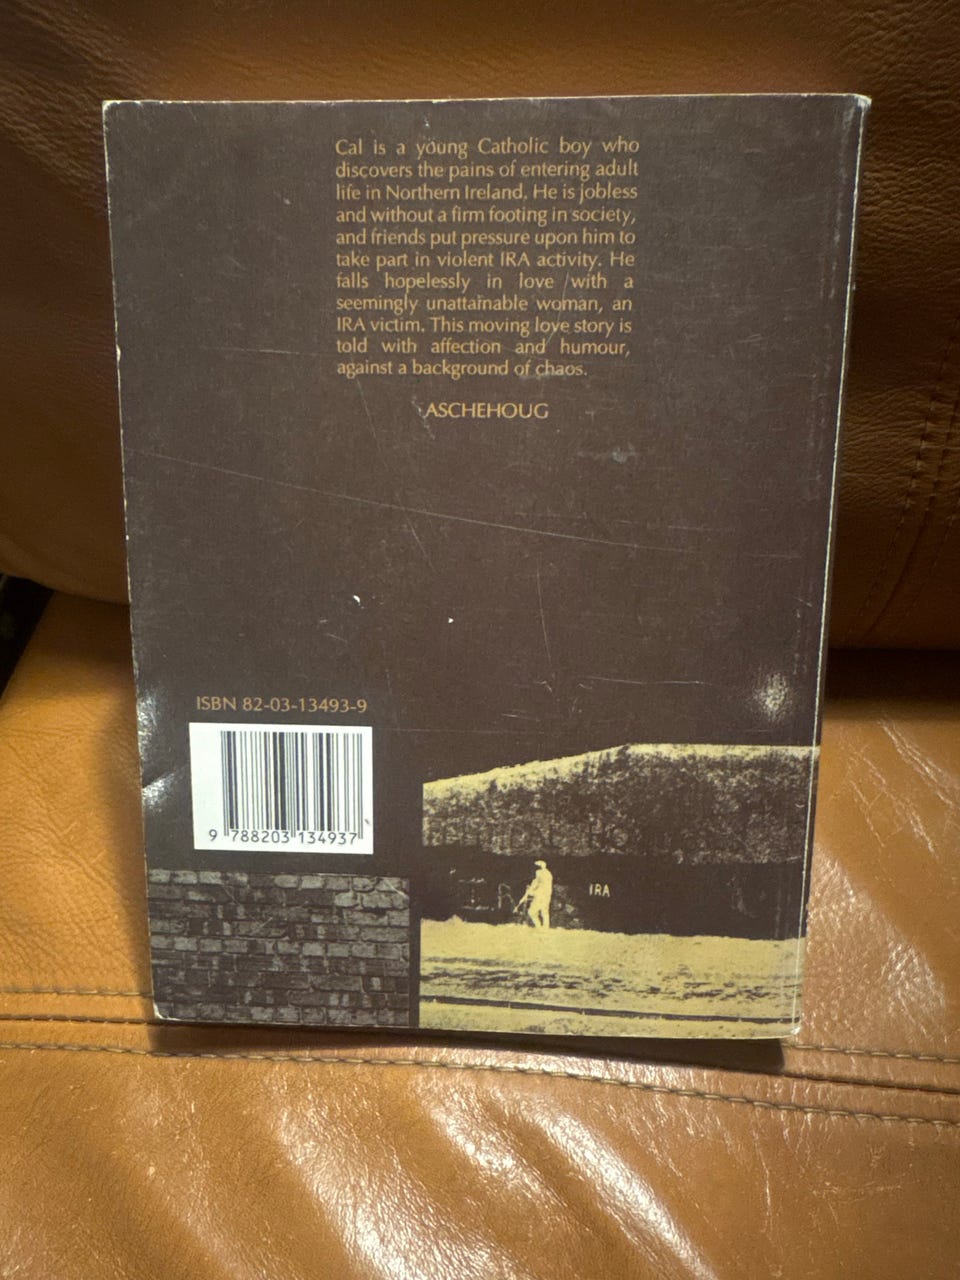 Cal is a young Catholic boy who
discovers the pains of entering adult
life in Northern Ireland. He is jobless
and without a firm footing in society,
and friends put pressure upon him to
take part in violent IRA activity. He
falls hopelessly in love with a
seemingly unattainable woman, an
IRA victim. This moving love story is
told with affection and humour,
against a background of chaos.
ASCHEHOUG
ISBN 82-03-13493-9
9 788203 134937
IRA